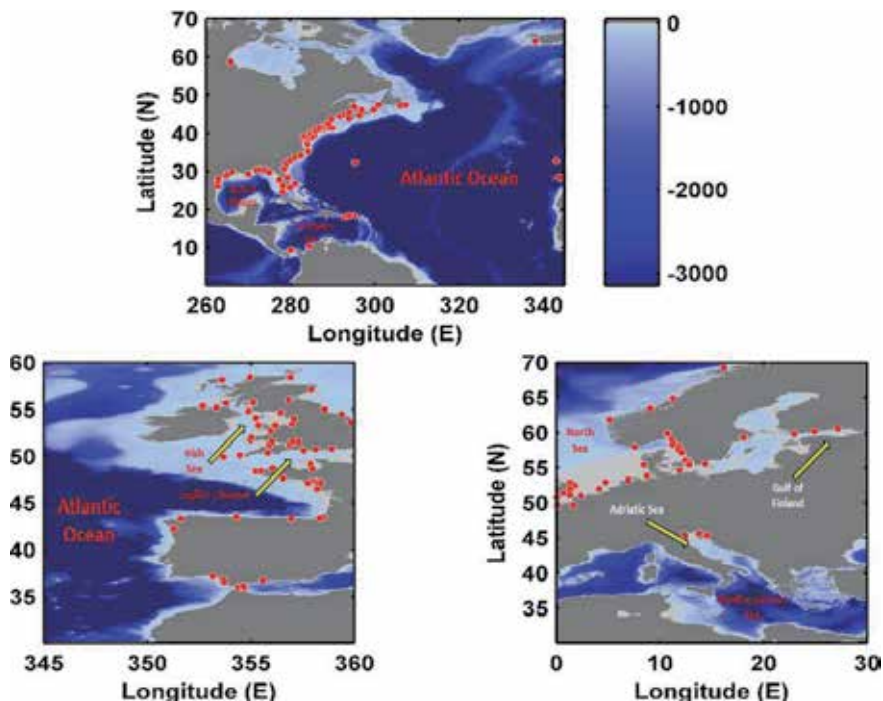 70
60
50
40
30
20
10
Latitude (N)
Atlantic Ocean
260
280
300
320
340
Longitude (E)
0
-1000
-2000
-3000
60
55
50
45
40
35
Irish
Sea
Atlantic
Ocean
345
350
355
360
Longitude (E)
70
65
60
55
50
45
40
35
Latitude (N)
North
Sea
Gulf of
Finland
Adriatic Sea
0
10
20
30
Longitude (E)